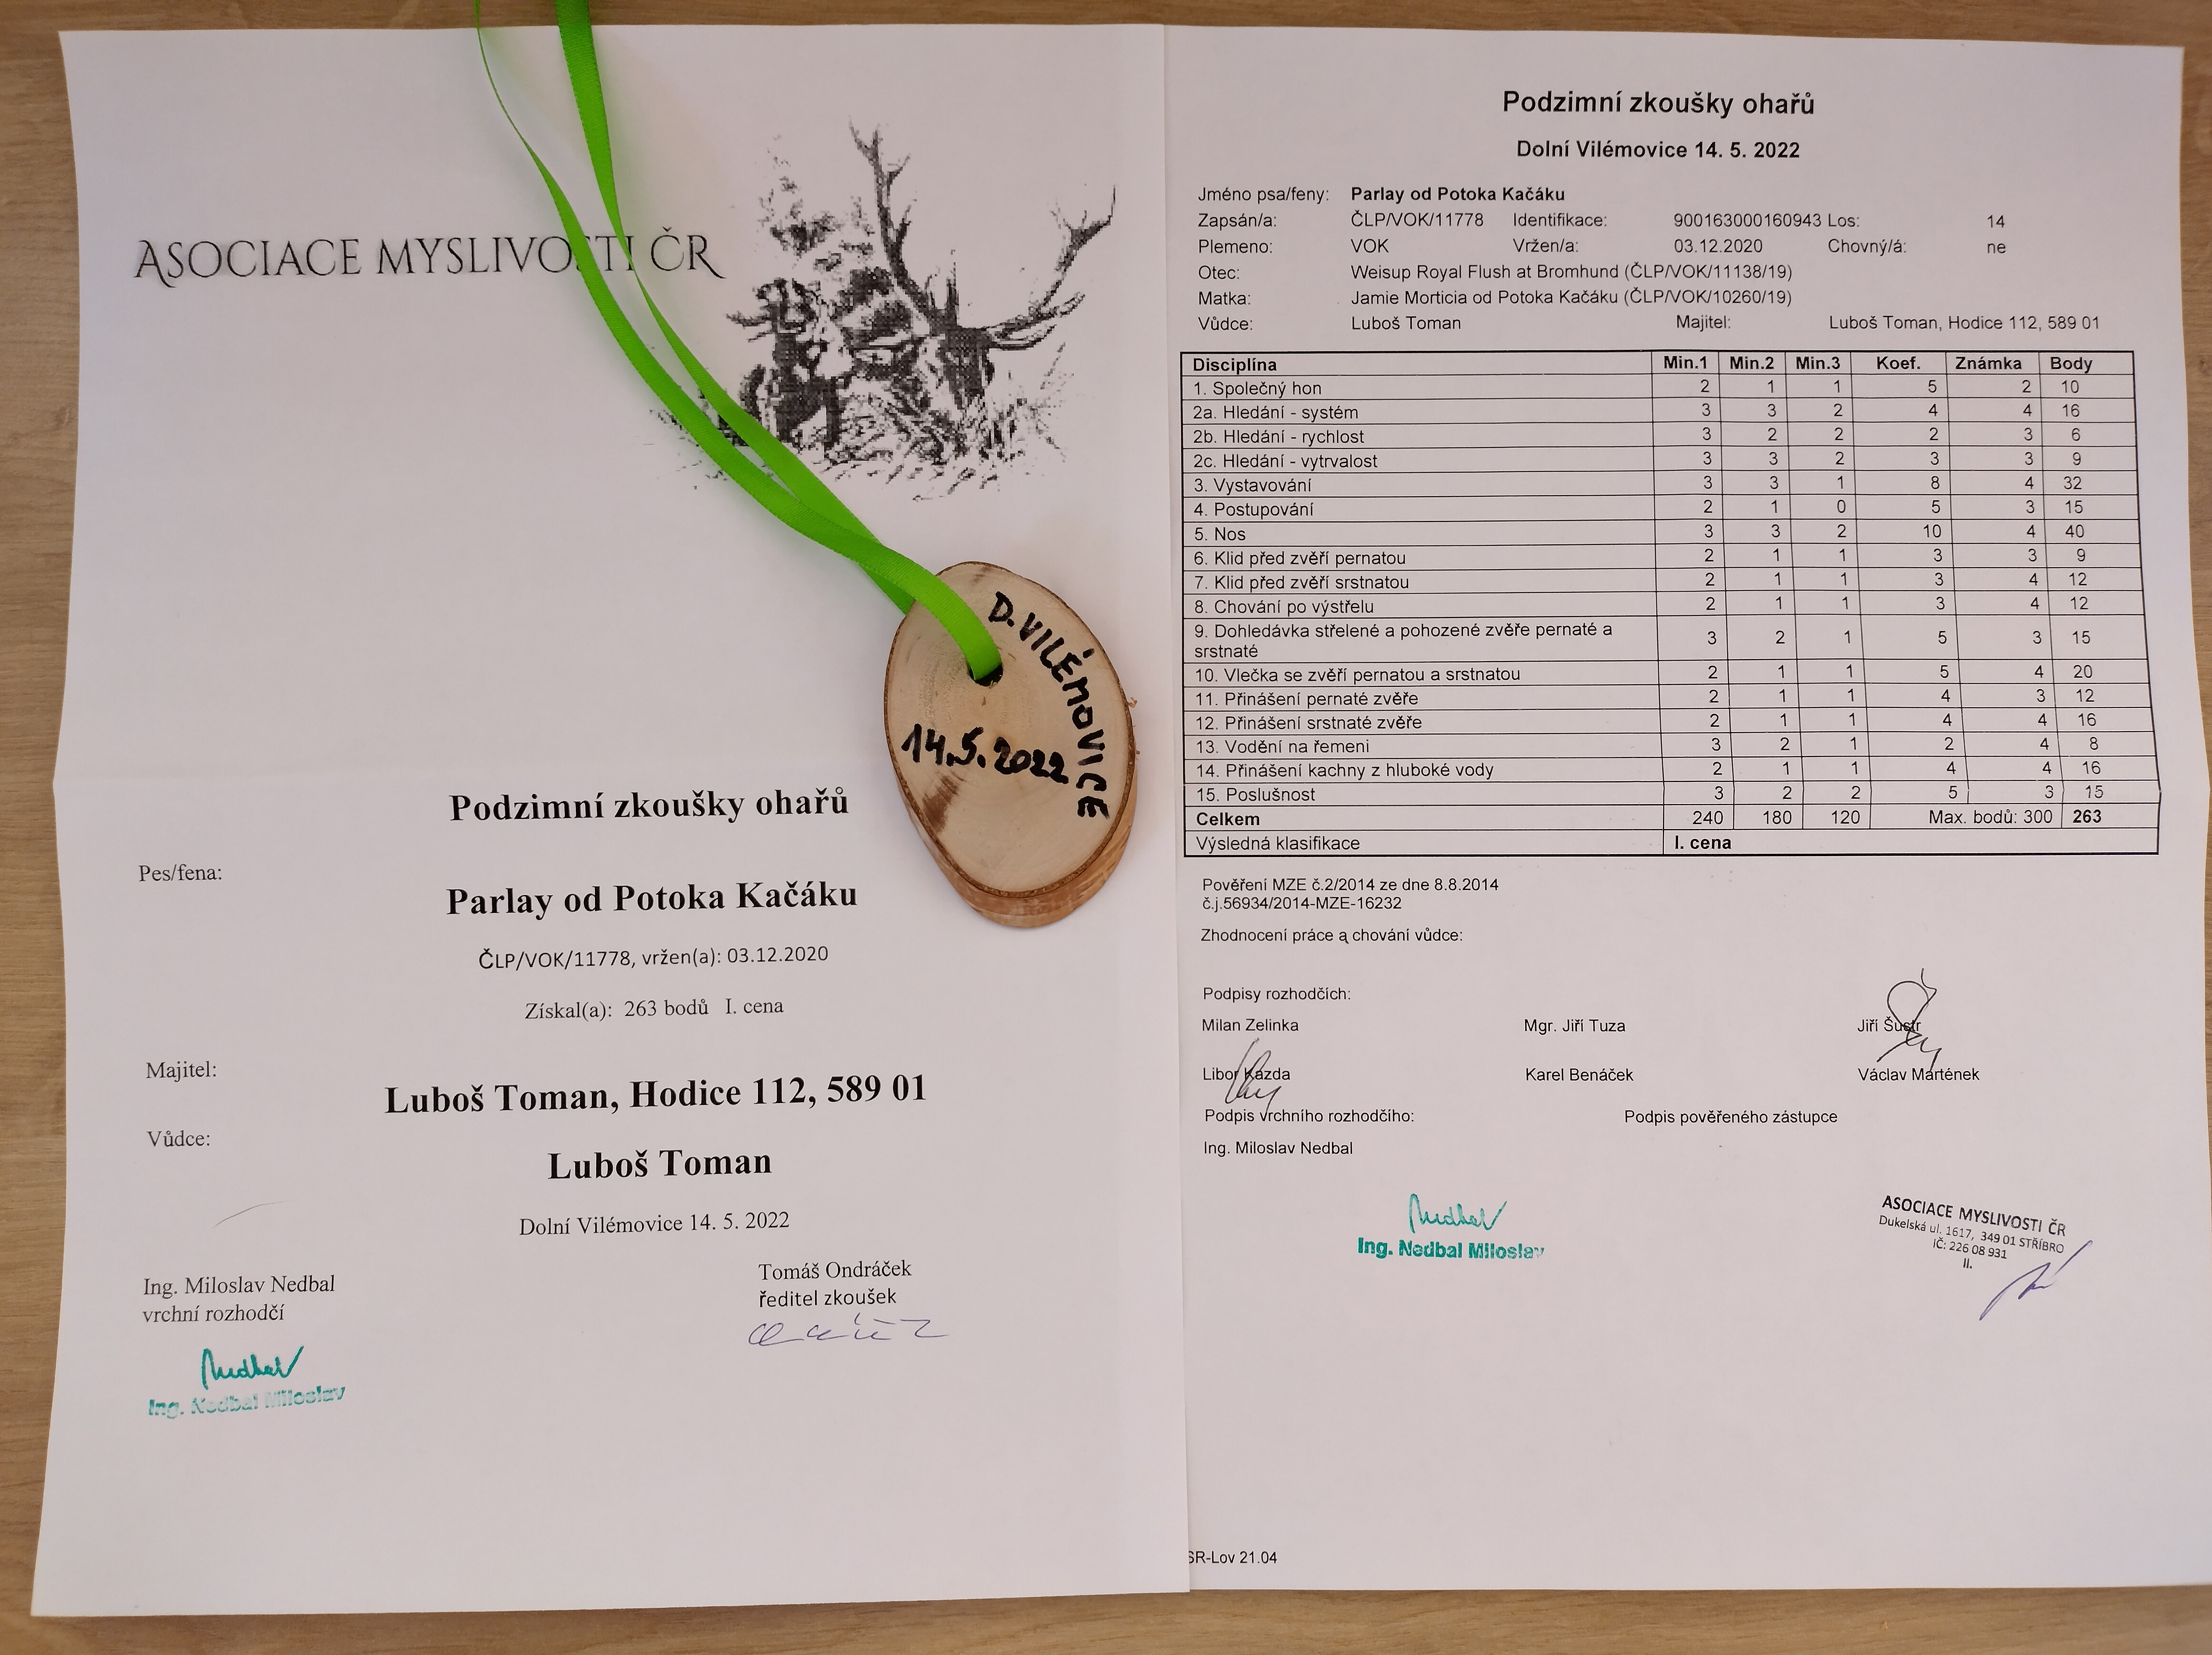 ASOCIACE MYSLIVOSTI ČR
D. VILÉMOVICE
14.5.2022
Podzimní zkoušky ohařů
Pes/fena:
Parlay od Potoka Kačáku
ČLP/VOK/11778, vržen(a): 03.12.2020
Získal(a): 263 bodů I. cena
Majitel:
Luboš Toman, Hodice 112, 589 01
Vůdce:
Luboš Toman
Dolní Vilémovice 14. 5. 2022
Ing. Miloslav Nedbal
vrchní rozhodčí
Tomáš Ondráček
ředitel zkoušek
Nedbal
Ing. Nedbal Miloslav
Podzimní zkoušky ohařů
Dolní Vilémovice 14. 5. 2022
Jméno psa/feny: Parlay od Potoka Kačáku
Zapsán/a: ČLP/VOK/11778 Identifikace: 900163000160943 Los: 14
Plemeno: VOK Vržen/a: 03.12.2020 Chovný/á: ne
Otec: Weisup Royal Flush at Bromhund (ČLP/VOK/11138/19)
Matka: Jamie Morticia od Potoka Kačáku (ČLP/VOK/10260/19)
Vůdce: Luboš Toman Majitel: Luboš Toman, Hodice 112, 589 01
Disciplína Min.1 Min.2 Min.3 Koef. Známka Body
1. Společný hon 2 1 1 5 2 10
2a. Hledání - systém 3 3 2 4 4 16
2b. Hledání - rychlost 3 2 2 2 3 6
2c. Hledání - vytrvalost 3 3 2 3 3 9
3. Vystavování 3 3 1 8 4 32
4. Postupování 2 1 0 5 3 15
5. Nos 3 3 2 10 4 40
6. Klid před zvěří pernatou 2 1 1 3 3 9
7. Klid před zvěří srstnatou 2 1 1 3 4 12
8. Chování po výstřelu 2 1 1 3 4 12
9. Dohledávka střelené a pohozené zvěře pernaté a
srstnaté 3 2 1 5 3 15
10. Vlečka se zvěří pernatou a srstnatou 2 1 1 5 4 20
11. Přinášení pernaté zvěře 2 1 1 4 3 12
12. Přinášení srstnaté zvěře 2 1 1 4 4 16
13. Vodění na řemeni 3 2 1 2 4 8
14. Přinášení kachny z hluboké vody 2 1 1 4 4 16
15. Poslušnost 3 2 2 5 3 15
Celkem 240 180 120 Max. bodů: 300 263
Výsledná klasifikace I. cena
Pověření MZE č.2/2014 ze dne 8.8.2014
č.j.56934/2014-MZE-16232
Zhodnocení práce a chování vůdce:
Podpisy rozhodčích:
Milan Zelinka Mgr. Jiří Tuza Jiří Šustr
Libor Kazda Karel Benáček Václav Martének
Podpis vrchního rozhodčího: Podpis pověřeného zástupce
Ing. Miloslav Nedbal
Nedbal
Ing. Nedbal Miloslav
ASOCIACE MYSLIVOSTI ČR
Dukelská ul. 1617, 349 01 STŘÍBRO
IČ: 226 08 931
II.
SR-Lov 21.04